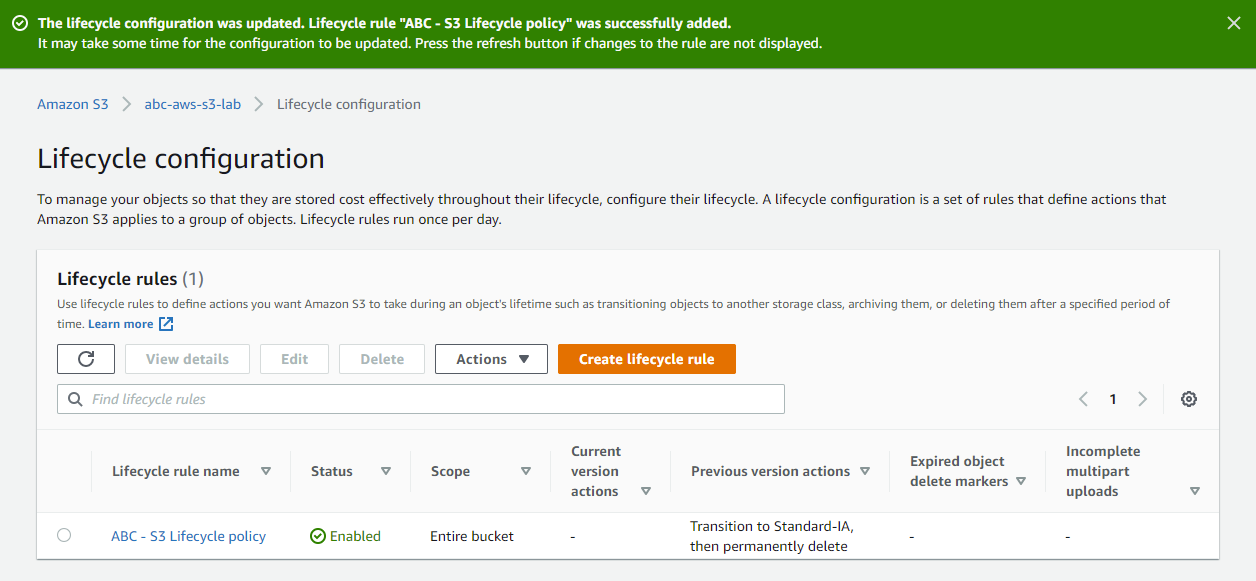 The lifecycle configuration was updated. Lifecycle rule "ABC - S3 Lifecycle policy" was successfully added.
It may take some time for the configuration to be updated. Press the refresh button if changes to the rule are not displayed.
Amazon S3 > abc-aws-s3-lab > Lifecycle configuration
Lifecycle configuration
To manage your objects so that they are stored cost effectively throughout their lifecycle, configure their lifecycle. A lifecycle configuration is a set of rules that define actions that
Amazon S3 applies to a group of objects. Lifecycle rules run once per day.
Lifecycle rules (1)
Use lifecycle rules to define actions you want Amazon S3 to take during an object's lifetime such as transitioning objects to another storage class, archiving them, or deleting them after a specified period of
time. Learn more
View details Edit Delete Actions Create lifecycle rule
Find lifecycle rules
1
Lifecycle rule name
Status
Scope
Current
version
actions
Previous version actions
Expired object
delete markers
Incomplete
multipart
uploads
ABC - S3 Lifecycle policy
Enabled
Entire bucket
-
Transition to Standard-IA,
then permanently delete
-
-